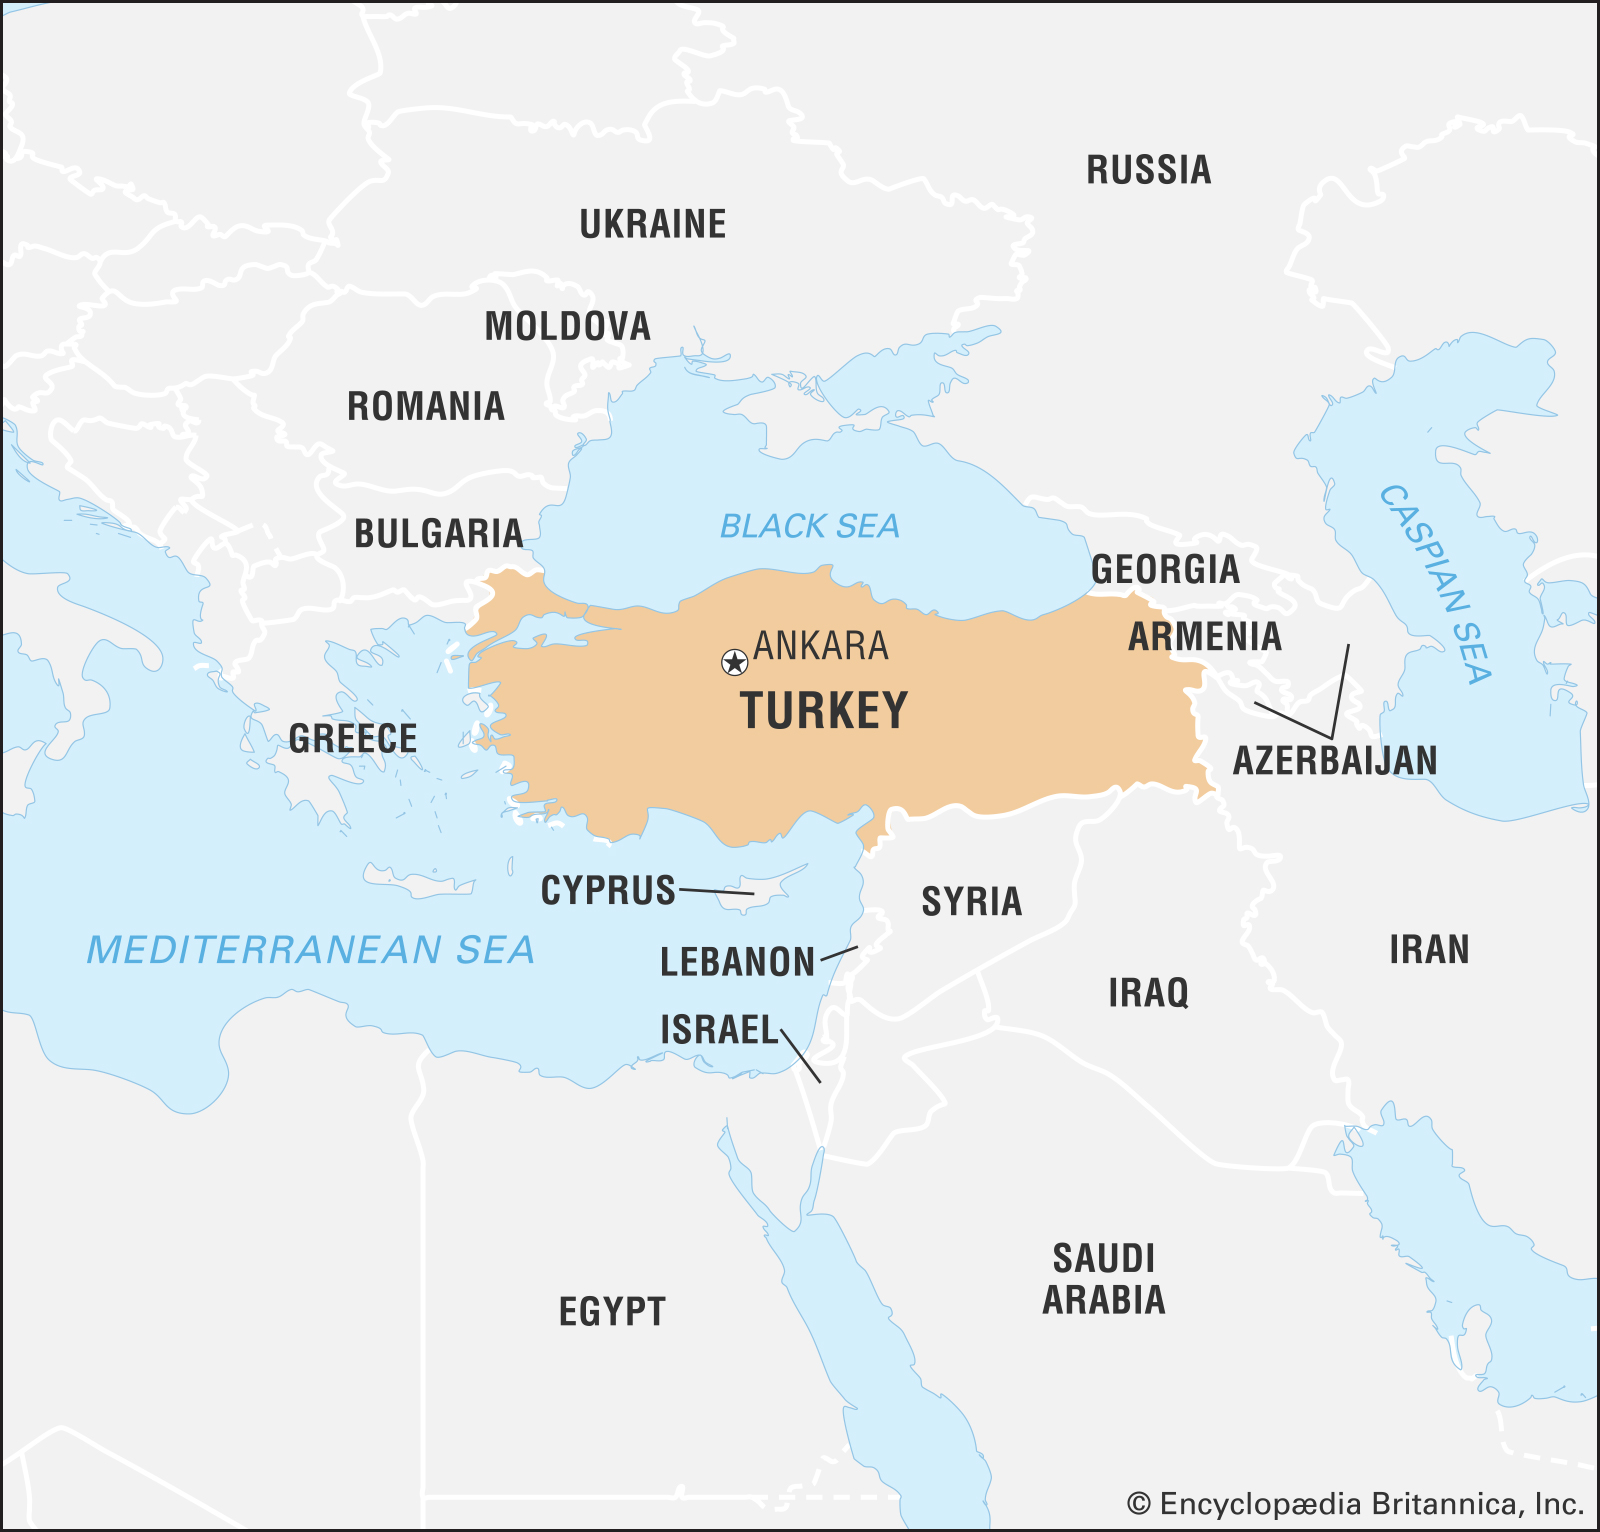 RUSSIA
UKRAINE
MOLDOVA
ROMANIA
BLACK SEA
CASPIAN SEA
BULGARIA
GEORGIA
ARMENIA
ANKARA
TURKEY
GREECE
AZERBAIJAN
CYPRUS
SYRIA
MEDITERRANEAN SEA
LEBANON
IRAN
IRAQ
ISRAEL
SAUDI
ARABIA
EGYPT
© Encyclopædia Britannica, Inc.